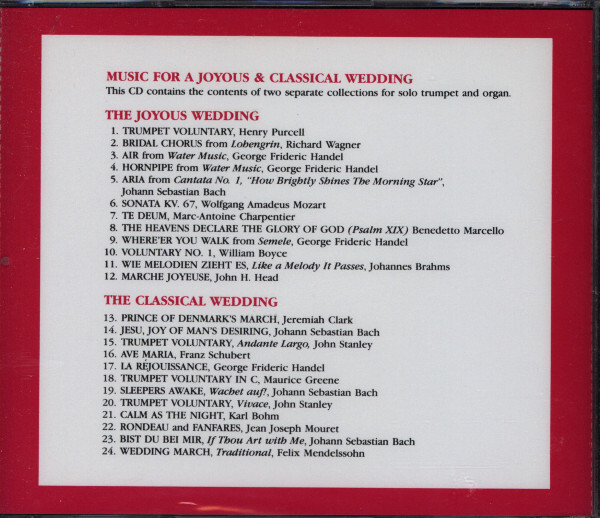 MUSIC FOR A JOYOUS & CLASSICAL WEDDING
This CD contains the contents of two separate collections for solo trumpet and organ.
THE JOYOUS WEDDING
1. TRUMPET VOLUNTARY, Henry Purcell
2. BRIDAL CHORUS from Lohengrin, Richard Wagner
3. AIR from Water Music, George Frideric Handel
4. HORNPIPE from Water Music, George Frideric Handel
5. ARIA from Cantata No. 1, "How Brightly Shines The Morning Star",
Johann Sebastian Bach
6. SONATA KV. 67, Wolfgang Amadeus Mozart
7. TE DEUM, Marc-Antoine Charpentier
8. THE HEAVENS DECLARE THE GLORY OF GOD (Psalm XIX) Benedetto Marcello
9. WHERE'ER YOU WALK from Semele, George Frideric Handel
10. VOLUNTARY NO. 1, William Boyce
11. WIE MELODIEN ZIEHT ES, Like a Melody It Passes, Johannes Brahms
12. MARCHE JOYEUSE, John H. Head
THE CLASSICAL WEDDING
13. PRINCE OF DENMARK'S MARCH, Jeremiah Clark
14. JESU, JOY OF MAN'S DESIRING, Johann Sebastian Bach
15. TRUMPET VOLUNTARY, Andante Largo, John Stanley
16. AVE MARIA, Franz Schubert
17. LA RÉJOUISSANCE, George Frideric Handel
18. TRUMPET VOLUNTARY IN C, Maurice Greene
19. SLEEPERS AWAKE, Wachet auf!, Johann Sebastian Bach
20. TRUMPET VOLUNTARY, Vivace, John Stanley
21. CALM AS THE NIGHT, Karl Bohm
22. RONDEAU and FANFARES, Jean Joseph Mouret
23. BIST DU BEI MIR, If Thou Art with Me, Johann Sebastian Bach
24. WEDDING MARCH, Traditional, Felix Mendelssohn